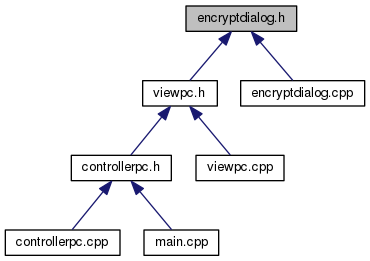 encryptdialog.h
viewpc.h
encryptdialog.cpp
controllerpc.h
viewpc.cpp
controllerpc.cpp
main.cpp